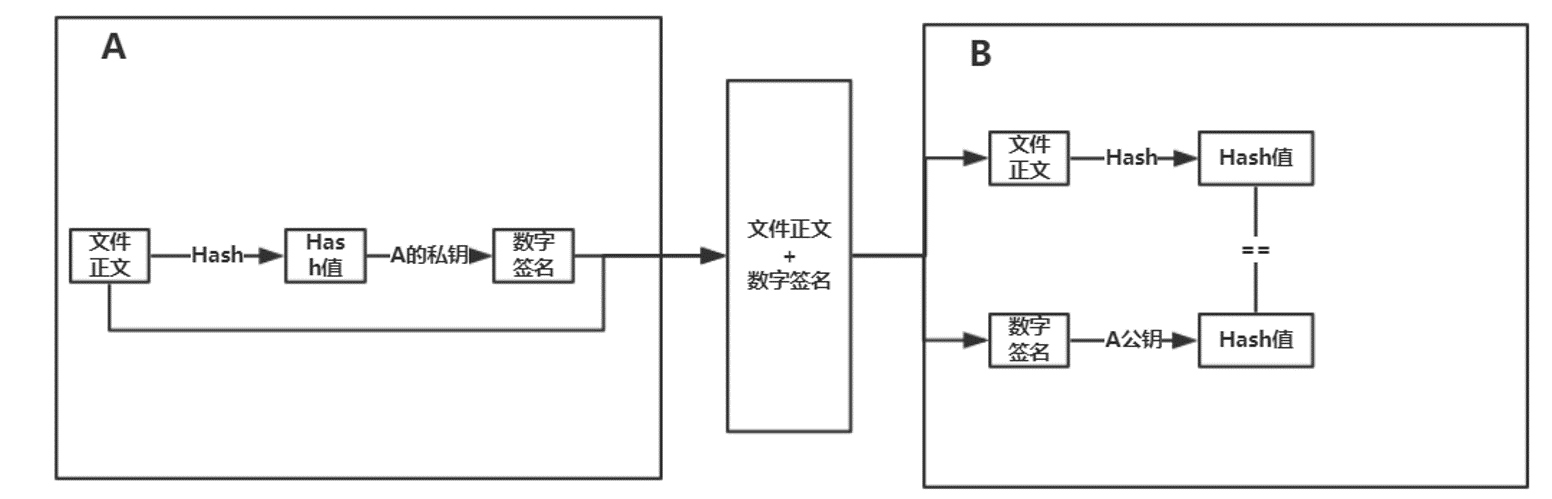 A
文件
正文
Hash
Has
h值
A的私钥
数字
签名
文件正文
+
数字签名
B
文件
正文
Hash
Hash值
==
数字
签名
A公钥
Hash值